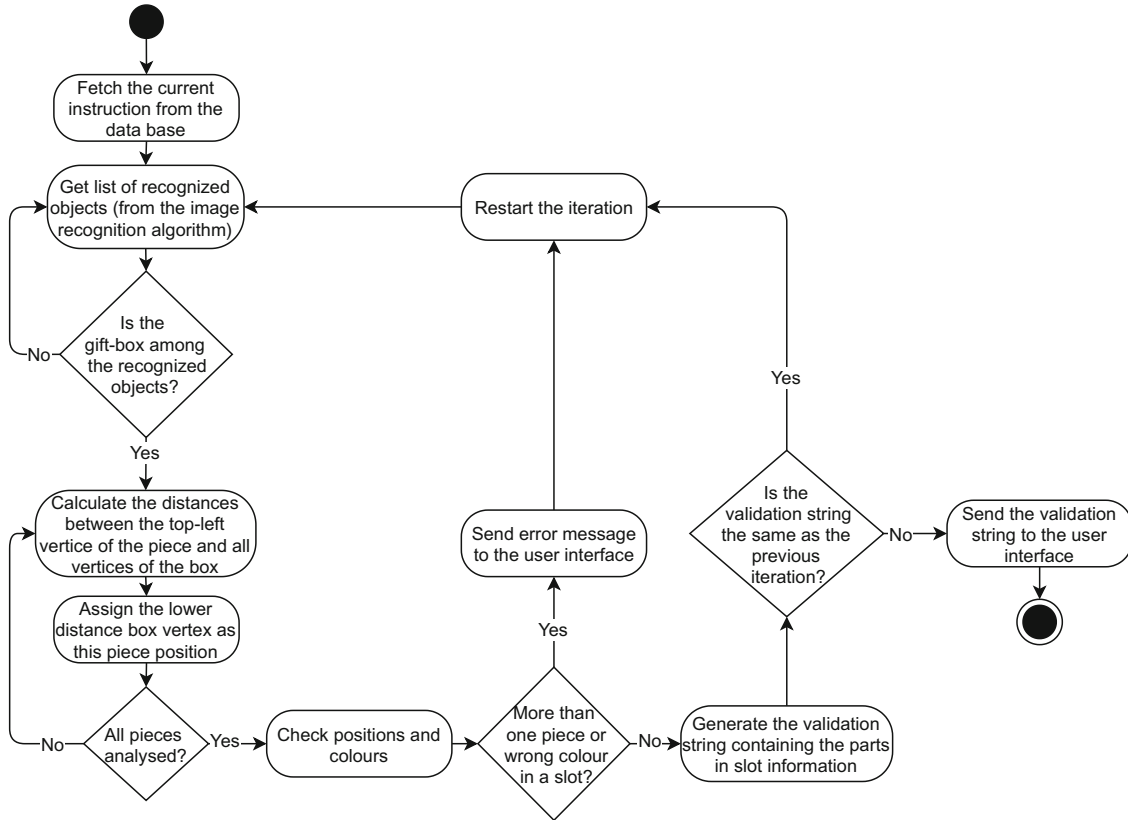 Fetch the current
instruction from the
data base
Get list of recognized
objects (from the image
recognition algorithm)
Restart the iteration
Is the
gift-box among
the recognized
objects?
No
Yes
Yes
Calculate the distances
between the top-left
vertice of the piece and all
vertices of the box
Assign the lower
distance box vertex as
this piece position
All pieces
analysed?
No
Yes
Check positions and
colours
More than
one piece or
wrong colour
in a slot?
Yes
No
Send error message
to the user interface
Generate the validation
string containing the parts
in slot information
Is the
validation string
the same as the
previous
iteration?
No
Send the validation
string to the user
interface